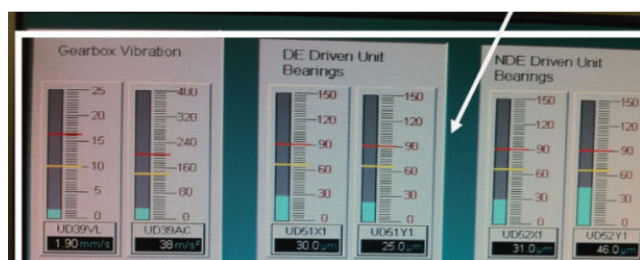 Gearbox Vibration
25
20
15
10
5
0
UD39VL
1.90 mm/s
400
320
240
160
80
0
UD39AC
38 m/s²
DE Driven Unit
Bearings
150
120
90
60
30
0
UD51X1
30.0 µm
150
120
90
60
30
0
UD51Y1
25.0 µm
NDE Driven Unit
Bearings
150
120
90
60
30
0
UD52X1
31.0 µm
150
120
90
60
30
0
UD52Y1
46.0 µm